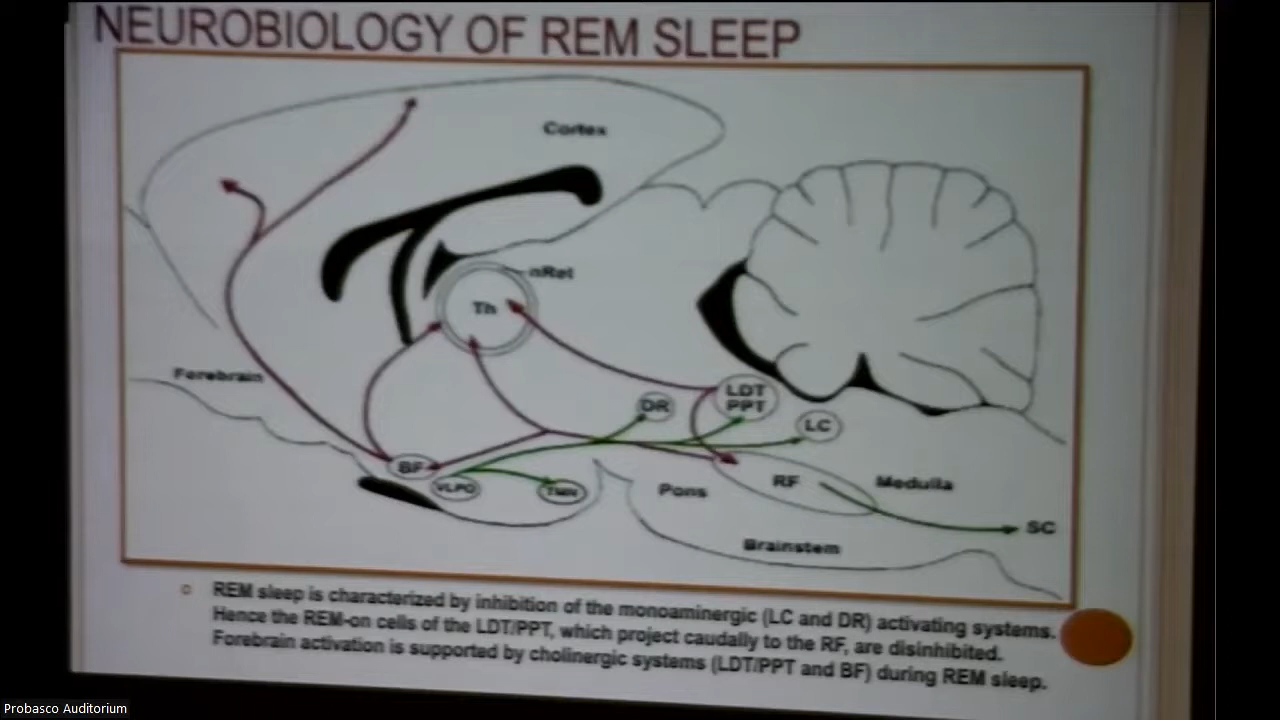 NEUROBIOLOGY OF REM SLEEP
Cortex
nRet
Th
Forebrain
LDT
PPT
DR
LC
BF
VLPO
TMN
Pons
RF
Medulla
SC
Brainstem
REM sleep is characterized by inhibition of the monoaminergic (LC and DR) activating systems.
Hence the REM-on cells of the LDT/PPT, which project caudally to the RF, are disinhibited.
Forebrain activation is supported by cholinergic systems (LDT/PPT and BF) during REM sleep.
Probasco Auditorium